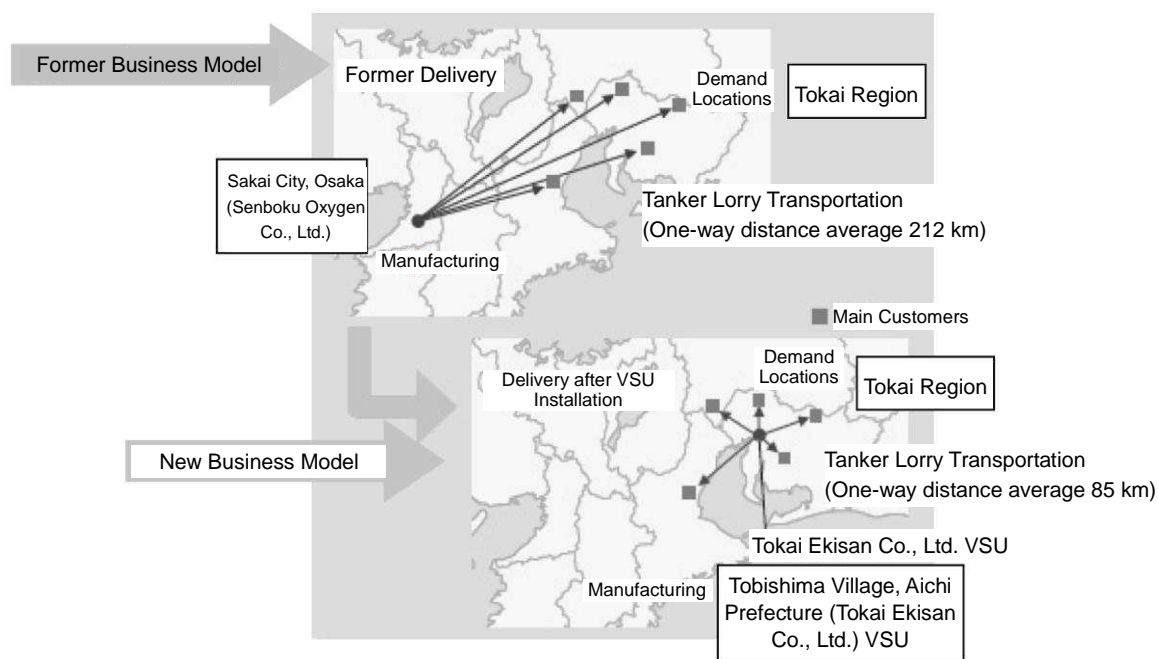 Former Business Model
Former Delivery
Demand
Locations
Tokai Region
Sakai City, Osaka
(Senboku Oxygen
Co., Ltd.)
Manufacturing
Tanker Lorry Transportation
(One-way distance average 212 km)
Main Customers
Delivery after VSU
Installation
Demand
Locations
Tokai Region
New Business Model
Tanker Lorry Transportation
(One-way distance average 85 km)
Tokai Ekisan Co., Ltd. VSU
Manufacturing
Tobishima Village, Aichi
Prefecture (Tokai Ekisan
Co., Ltd.) VSU